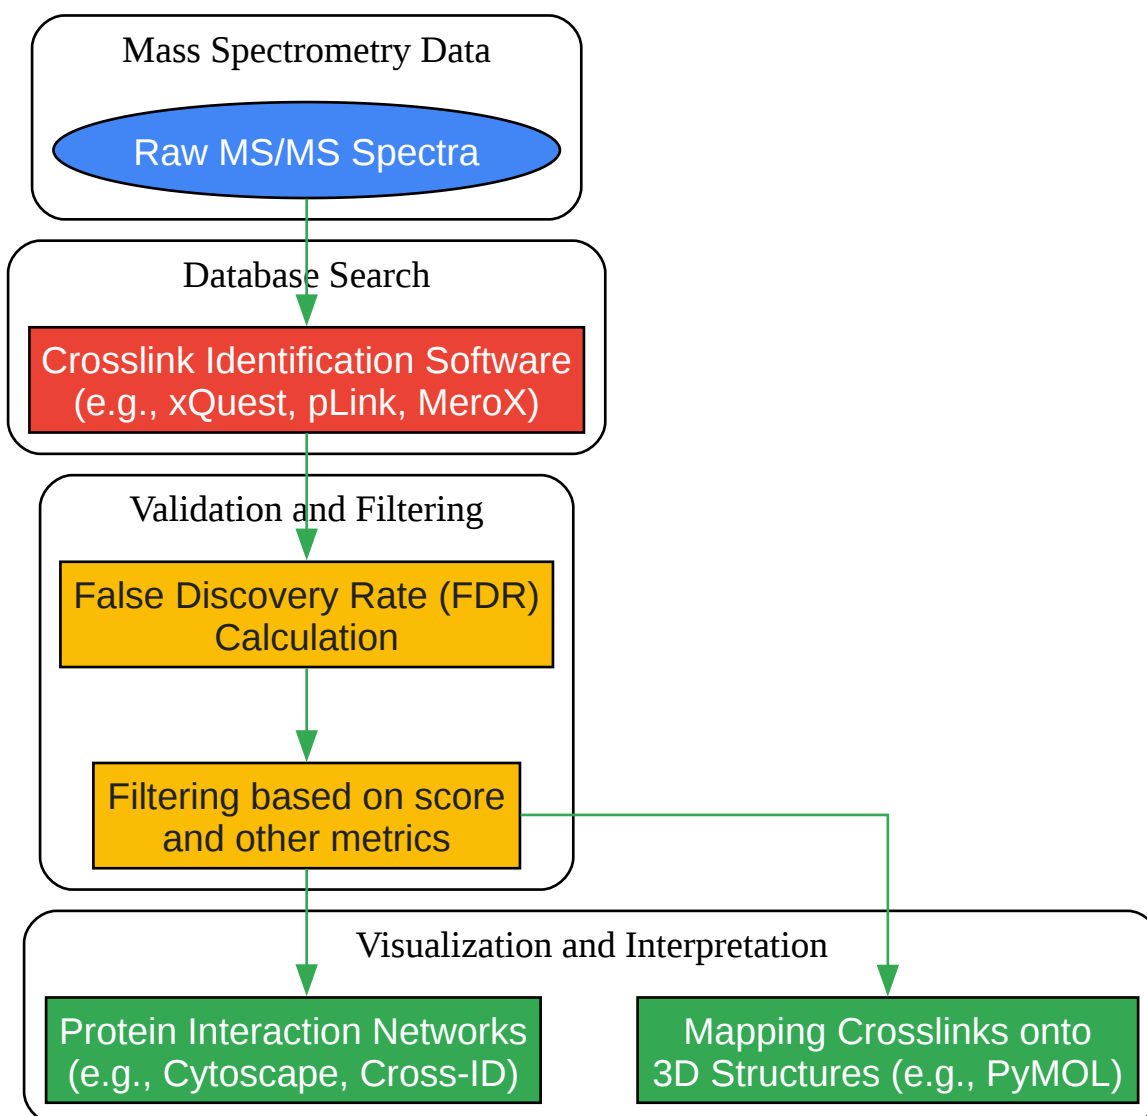 Mass Spectrometry Data
Raw MS/MS Spectra
Database Search
Crosslink Identification Software
(e.g., xQuest, pLink, MeroX)
Validation and Filtering
False Discovery Rate (FDR)
Calculation
Filtering based on score
and other metrics
Visualization and Interpretation
Protein Interaction Networks
(e.g., Cytoscape, Cross-ID)
Mapping Crosslinks onto
3D Structures (e.g., PyMOL)